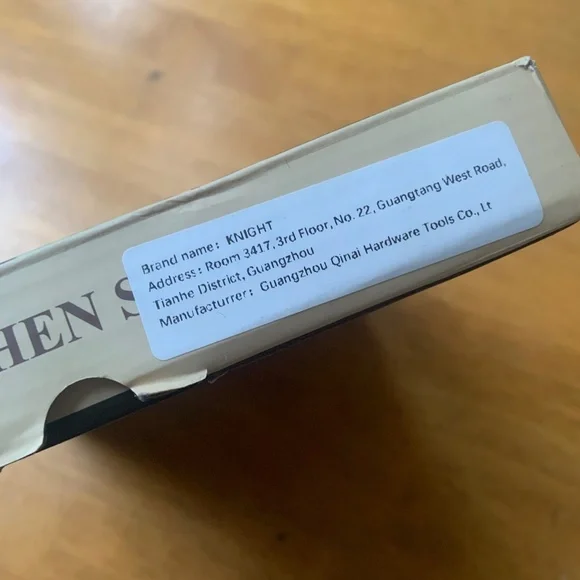 Brand name: KNIGHT
Address: Room 3417, 3rd Floor, No. 22, Guangtang West Road,
Tianhe District, Guangzhou
Manufacturrer: Guangzhou Qinai Hardware Tools Co., Lt
HEN S